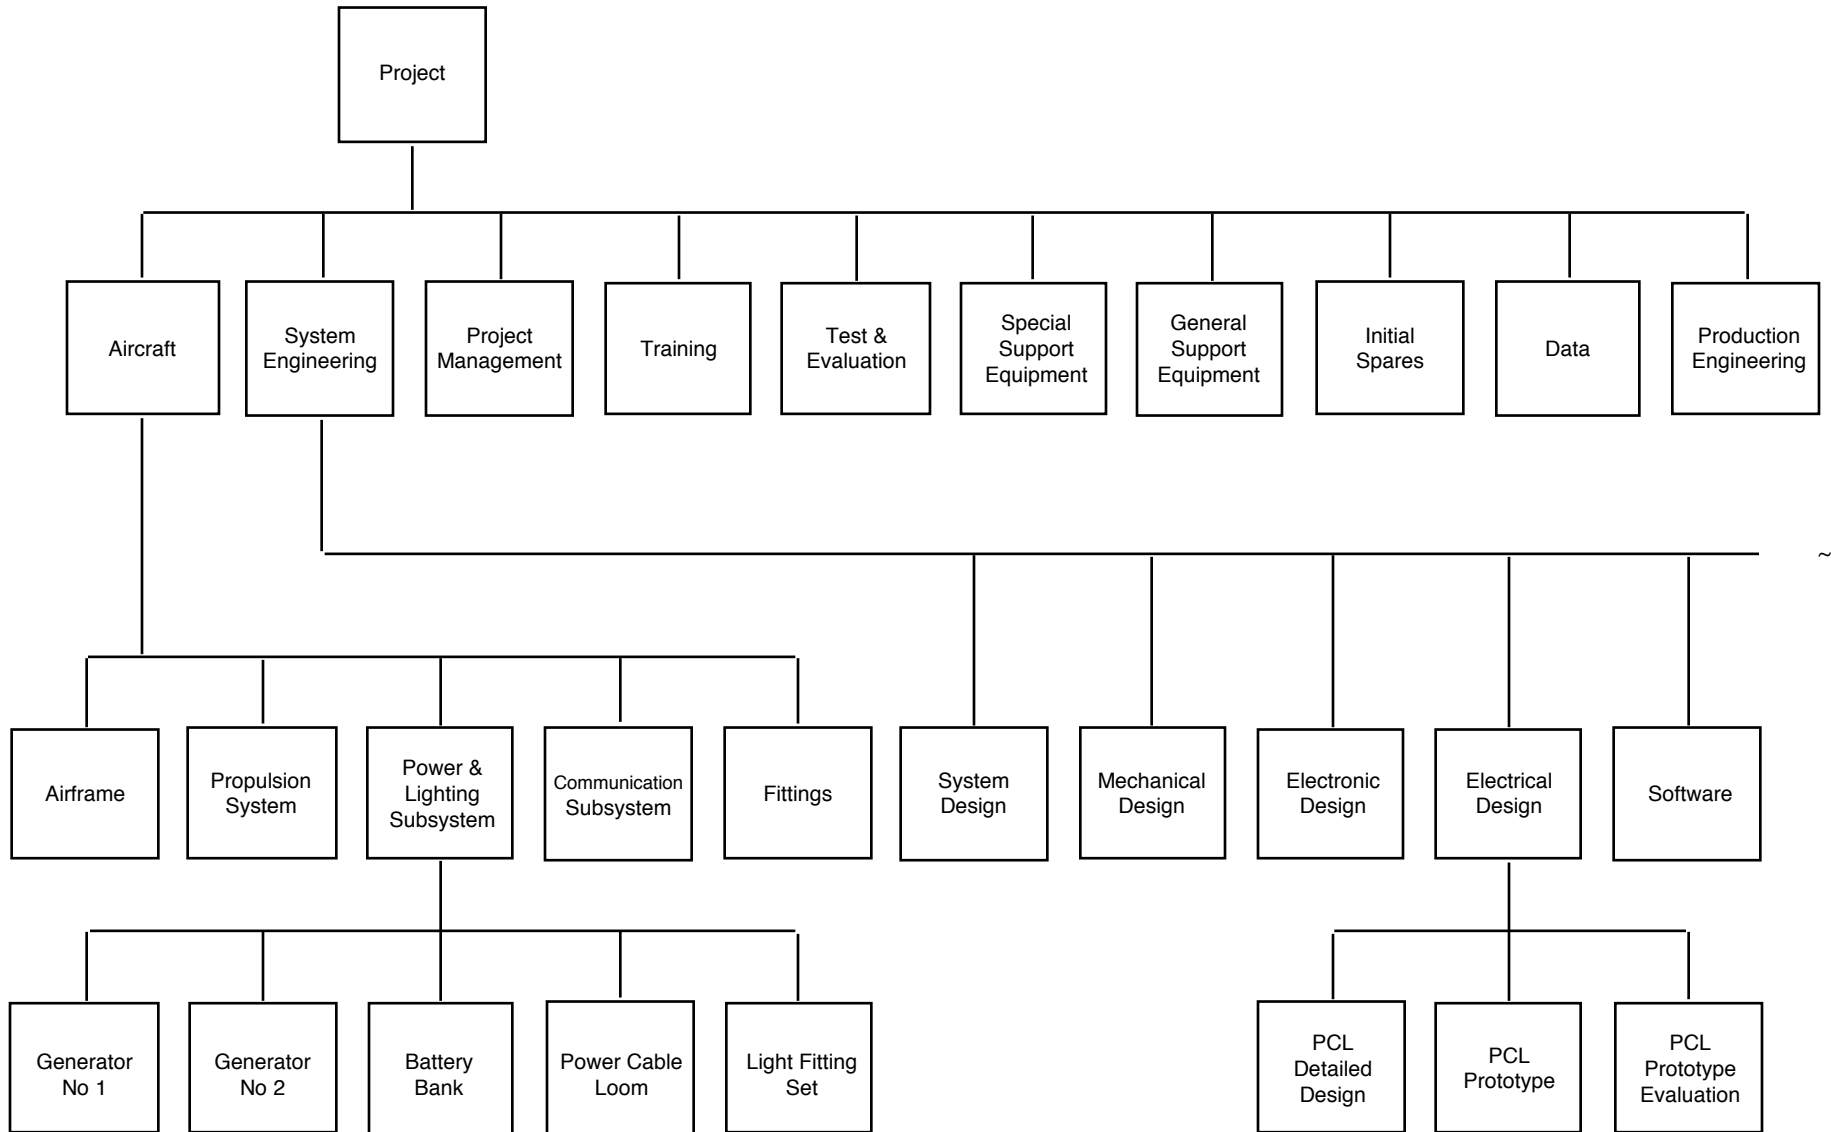 Project
Aircraft
System
Engineering
Project
Management
Training
Test &
Evaluation
Special
Support
Equipment
General
Support
Equipment
Initial
Spares
Data
Production
Engineering
~
Airframe
Propulsion
System
Power &
Lighting
Subsystem
Communication
Subsystem
Fittings
System
Design
Mechanical
Design
Electronic
Design
Electrical
Design
Software
Generator
No 1
Generator
No 2
Battery
Bank
Power Cable
Loom
Light Fitting
Set
PCL
Detailed
Design
PCL
Prototype
PCL
Prototype
Evaluation